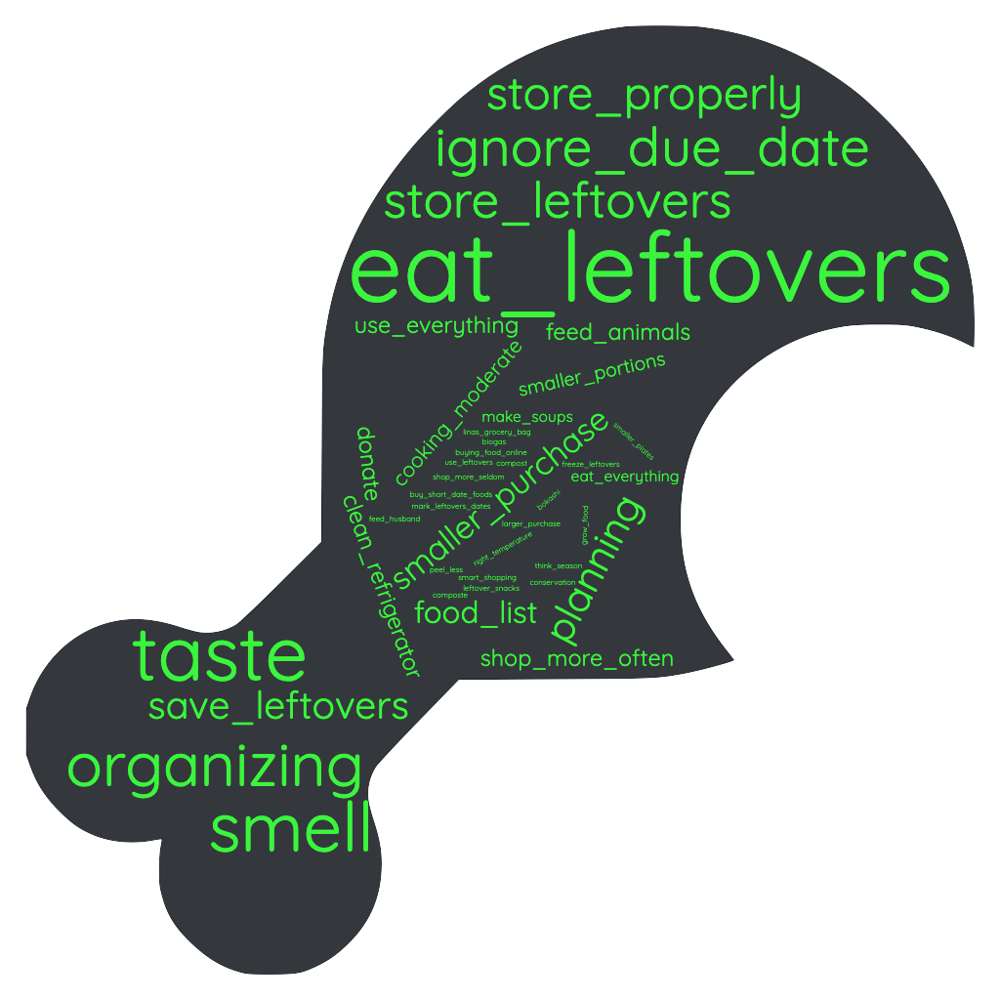 store_properly
ignore_due_date
store_leftovers
eat_leftovers
use_everything
feed_animals
cooking_moderate
smaller_portions
make_soups
smaller_purchase
smaller_plates
linas_grocery_bag
biogas
buying_food_online
use_leftovers
compost
freeze_leftovers
donate
shop_more_seldom
eat_everything
buy_short_date_foods
bokashi
mark_leftovers_dates
feed_husband
larger_purchase
grow_food
clean_refrigerator
planning
right_temperature
peel_less
think_season
smart_shopping
conservation
leftover_snacks
composte
food_list
shop_more_often
taste
save_leftovers
organizing
smell